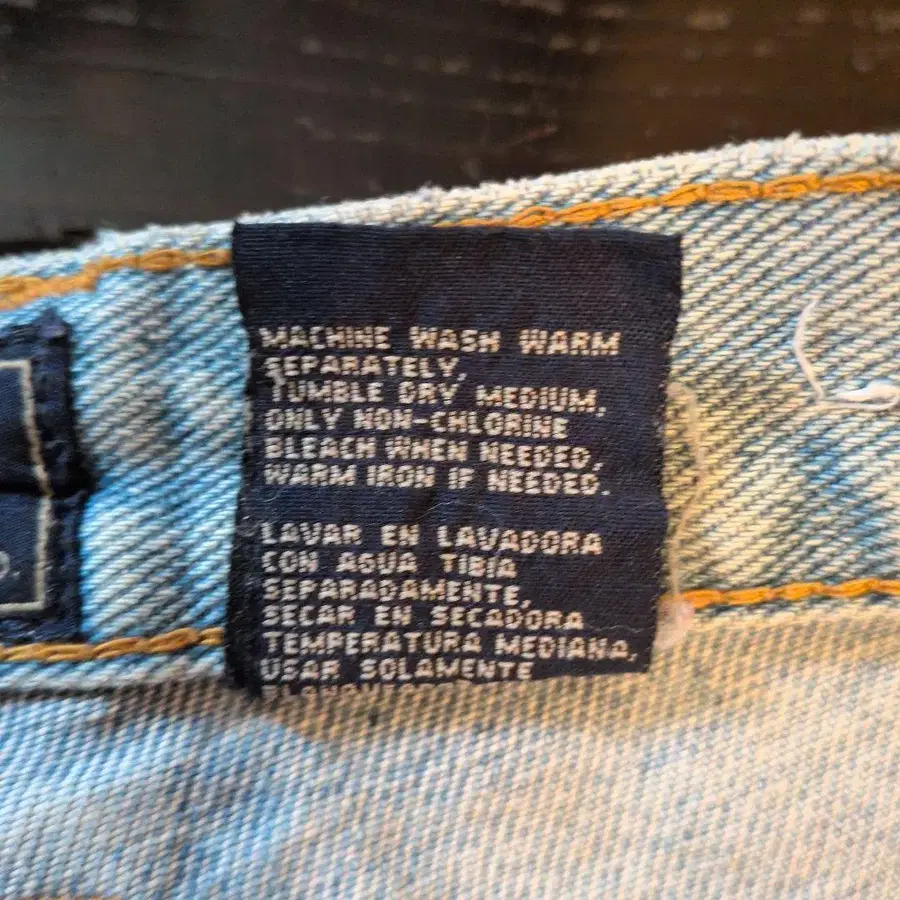 MACHINE WASH WARM
SEPARATELY,
TUMBLE DRY MEDIUM,
ONLY NON-CHLORINE
BLEACH WHEN NEEDED,
WARM IRON IF NEEDED.
LAVAR EN LAVADORA
CON AGUA TIBIA
SEPARADAMENTE,
SECAR EN SECADORA
TEMPERATURA MEDIANA,
USAR SOLAMENTE